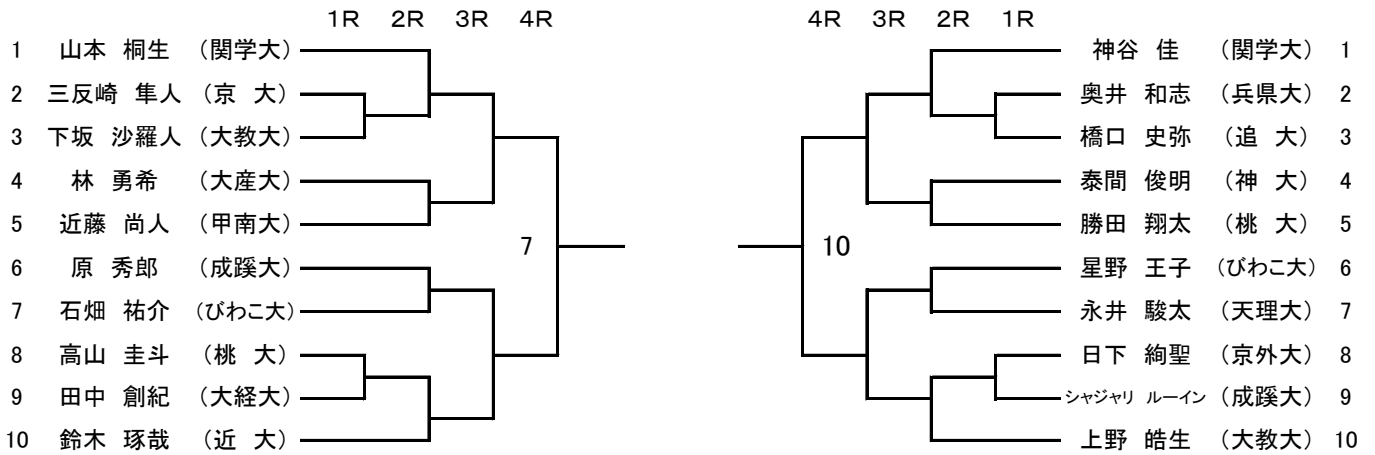 1R 2R 3R 4R
1 山本 桐生 (関学大)
2 三反崎 隼人 (京 大)
3 下坂 沙羅人 (大教大)
4 林 勇希 (大産大)
5 近藤 尚人 (甲南大)
7
6 原 秀郎 (成蹊大)
7 石畑 祐介 (びわこ大)
8 高山 圭斗 (桃 大)
9 田中 創紀 (大経大)
10 鈴木 琢哉 (近 大)
4R 3R 2R 1R
神谷 佳 (関学大) 1
奥井 和志 (兵県大) 2
橋口 史弥 (追 大) 3
泰間 俊明 (神 大) 4
勝田 翔太 (桃 大) 5
10
星野 王子 (びわこ大) 6
永井 駿太 (天理大) 7
日下 絢聖 (京外大) 8
シャジャリ ルーイン (成蹊大) 9
上野 皓生 (大教大) 10